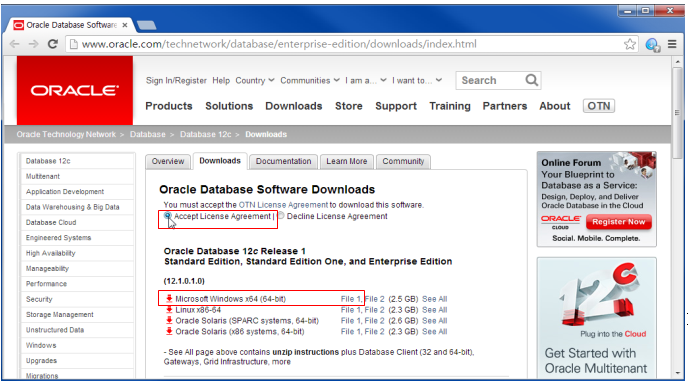 Oracle Database Software
www.oracle.com/technetwork/database/enterprise-edition/downloads/index.html
ORACLE
Sign In/Register Help Country Communities I am a... I want to... Search
Products Solutions Downloads Store Support Training Partners About OTN
Oracle Technology Network > Database > Database 12c > Downloads
Database 12c
Multitenant
Application Development
Data Warehousing & Big Data
Database Cloud
Engineered Systems
High Availability
Manageability
Performance
Security
Storage Management
Unstructured Data
Windows
Upgrades
Migrations
Overview Downloads Documentation Learn More Community
Oracle Database Software Downloads
You must accept the OTN License Agreement to download this software.
Accept License Agreement | Decline License Agreement
Oracle Database 12c Release 1
Standard Edition, Standard Edition One, and Enterprise Edition
(12.1.0.1.0)
Microsoft Windows x64 (64-bit) File 1, File 2 (2.5 GB) See All
Linux x86-64 File 1, File 2 (2.3 GB) See All
Oracle Solaris (SPARC systems, 64-bit) File 1, File 2 (2.6 GB) See All
Oracle Solaris (x86 systems, 64-bit) File 1, File 2 (2.3 GB) See All
- See All page above contains unzip instructions plus Database Client (32 and 64-bit),
Gateways, Grid Infrastructure, more
Online Forum
Your Blueprint to
Database as a Service:
Design, Deploy, and Deliver
Oracle Database in the Cloud
ORACLE
CLOUD
Register Now
Social. Mobile. Complete.
12c
Plug into the Cloud
Get Started with
Oracle Multitenant